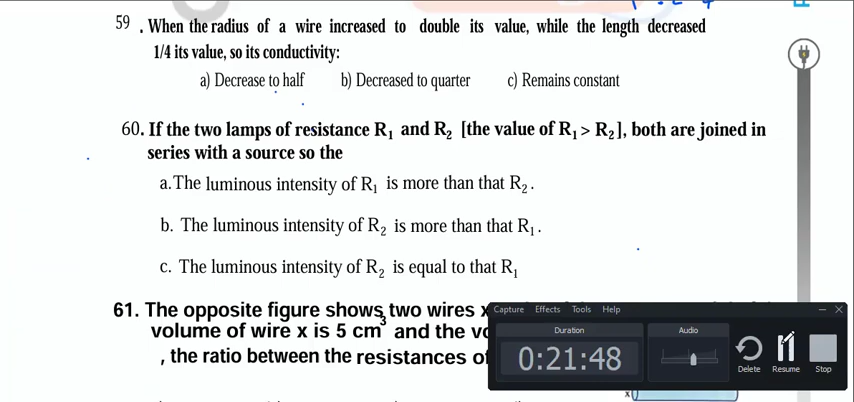 59 . When the radius of a wire increased to double its value, while the length decreased
1/4 its value, so its conductivity:
a) Decrease to half b) Decreased to quarter c) Remains constant
60. If the two lamps of resistance R₁ and R₂ [the value of R₁ > R₂], both are joined in
series with a source so the
a. The luminous intensity of R₁ is more than that R₂.
b. The luminous intensity of R₂ is more than that R₁.
c. The luminous intensity of R₂ is equal to that R₁
61. The opposite figure shows two wires x
volume of wire x is 5 cm³ and the
, the ratio between the resistances
Capture Effects Tools Help
Duration Audio
0:21:48
Delete Resume Stop
x